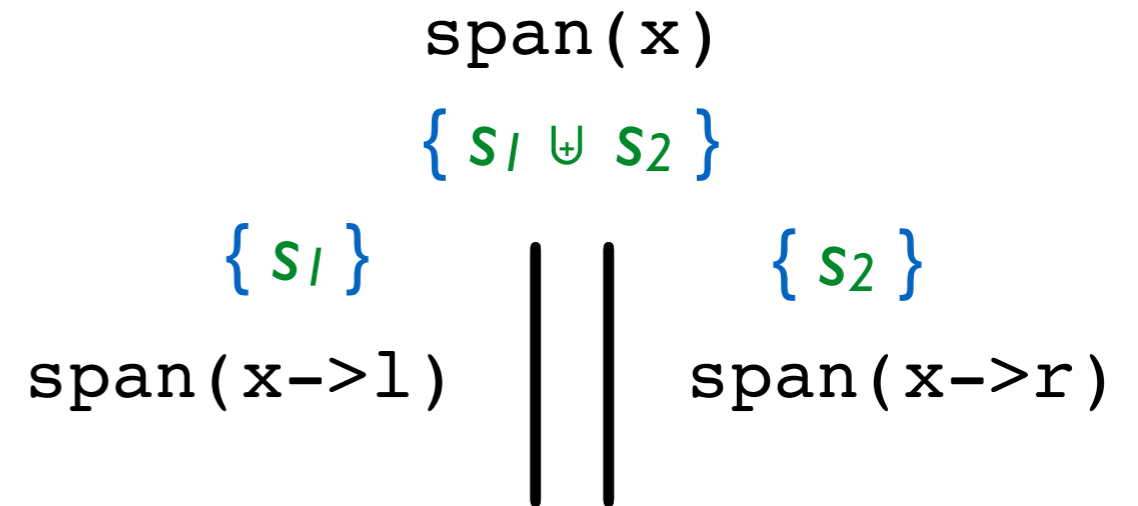 span(x)
{ s1 ⊎ s2 }
{ s1 } || { s2 }
span(x->l) span(x->r)